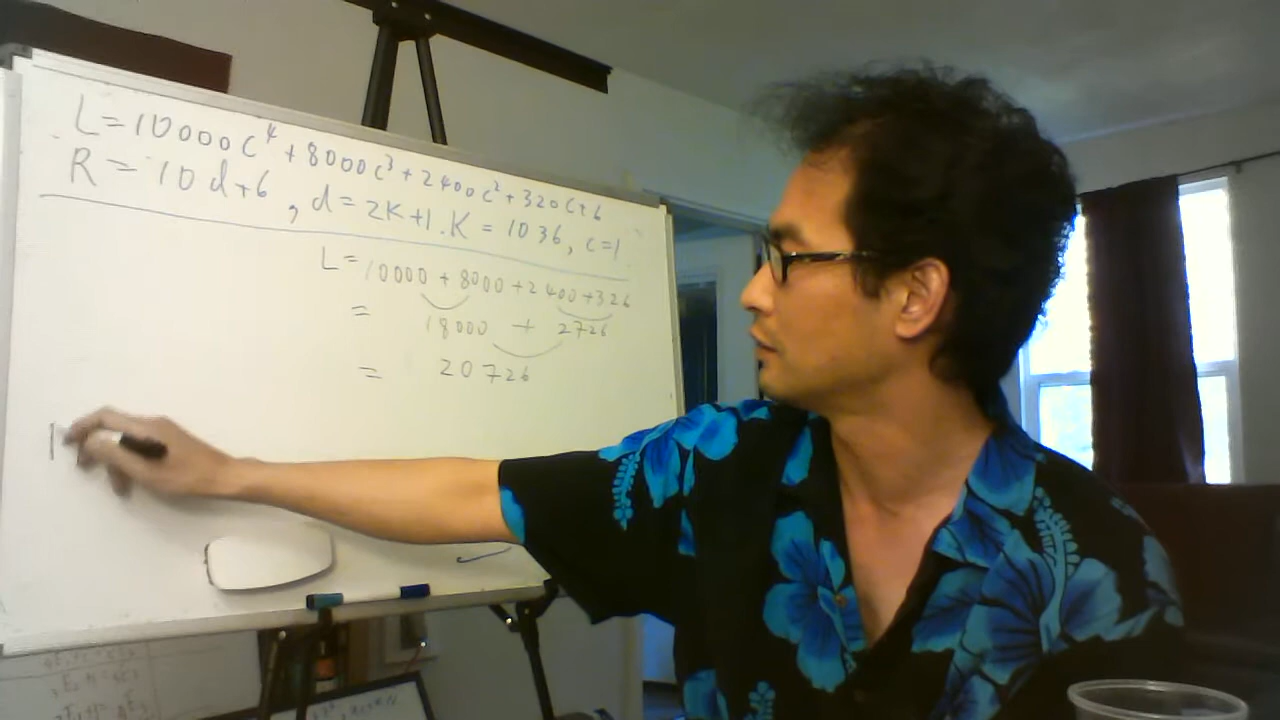 L=10000c⁴+8000c³+2400c²+320c+6
R=10d+6, d=2K+1. K=1036, c=1
L=10000+8000+2400+326
= 18000 + 2726
= 20726